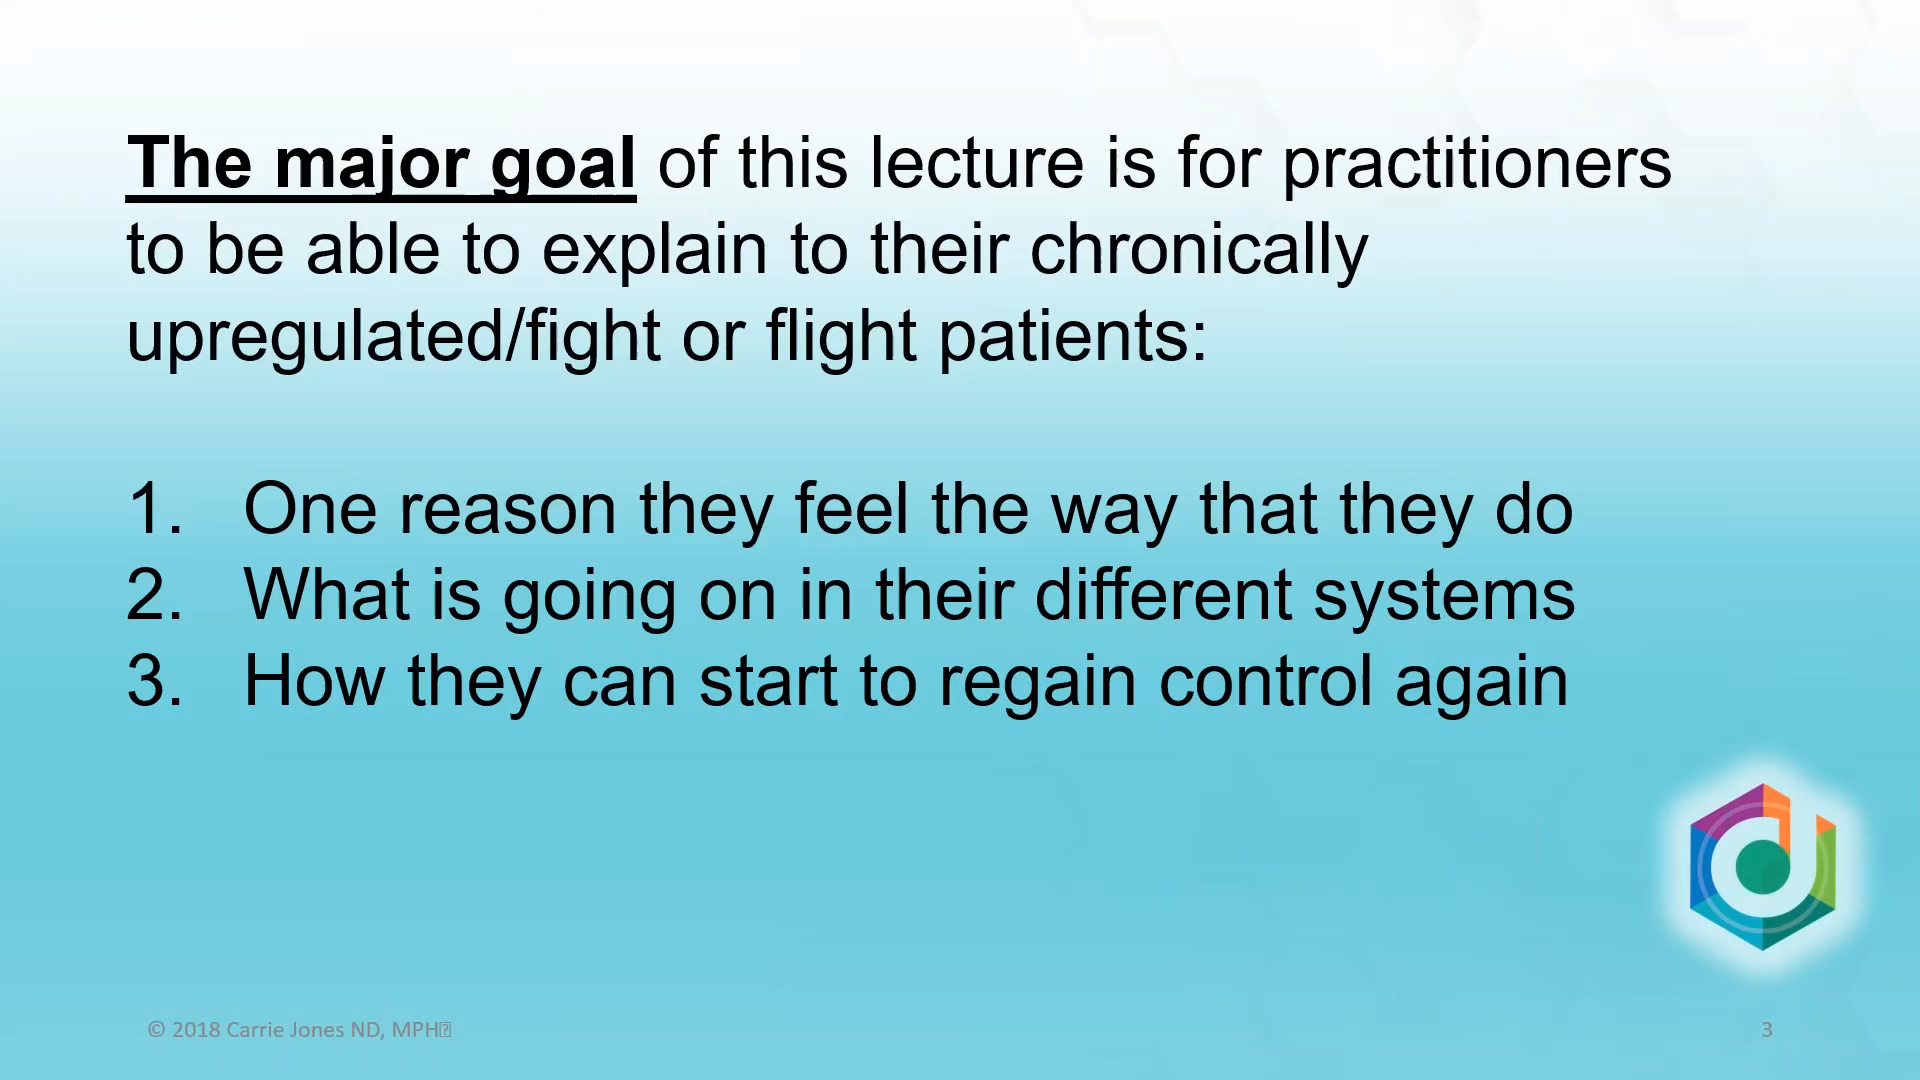 The major goal of this lecture is for practitioners
to be able to explain to their chronically
upregulated/fight or flight patients:
1. One reason they feel the way that they do
2. What is going on in their different systems
3. How they can start to regain control again
© 2018 Carrie Jones ND, MPH
3